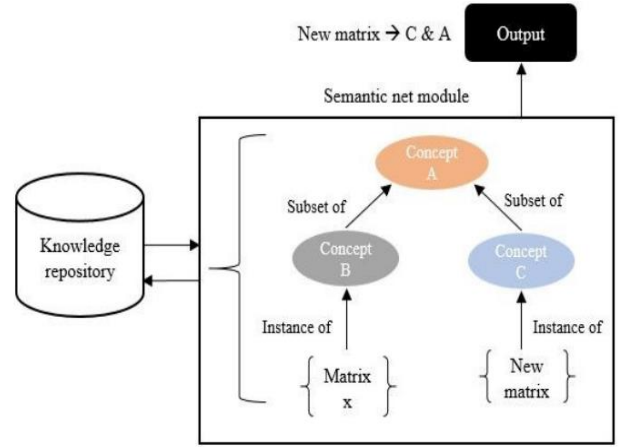 New matrix → C & A
Output
Semantic net module
Concept
A
Subset of
Subset of
Knowledge
repository
Concept
B
Concept
C
Instance of
Instance of
Matrix
x
New
matrix